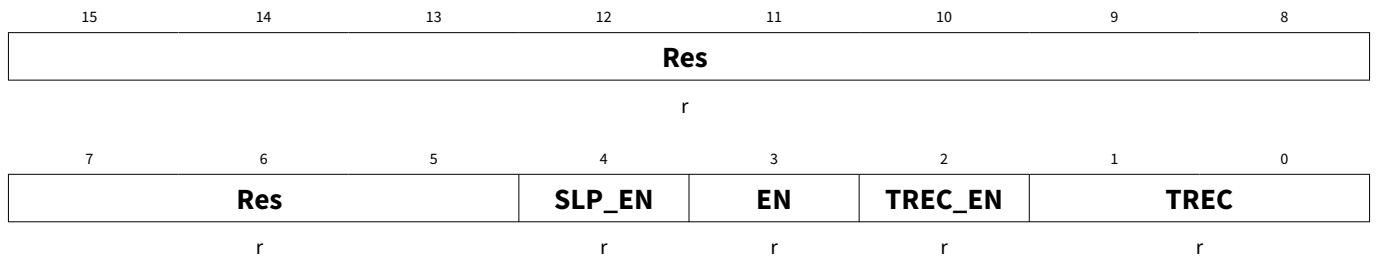 15 14 13 12 11 10 9 8
Res
r
7 6 5 4 3 2 1 0
Res SLP_EN EN TREC_EN TREC
r r r r r